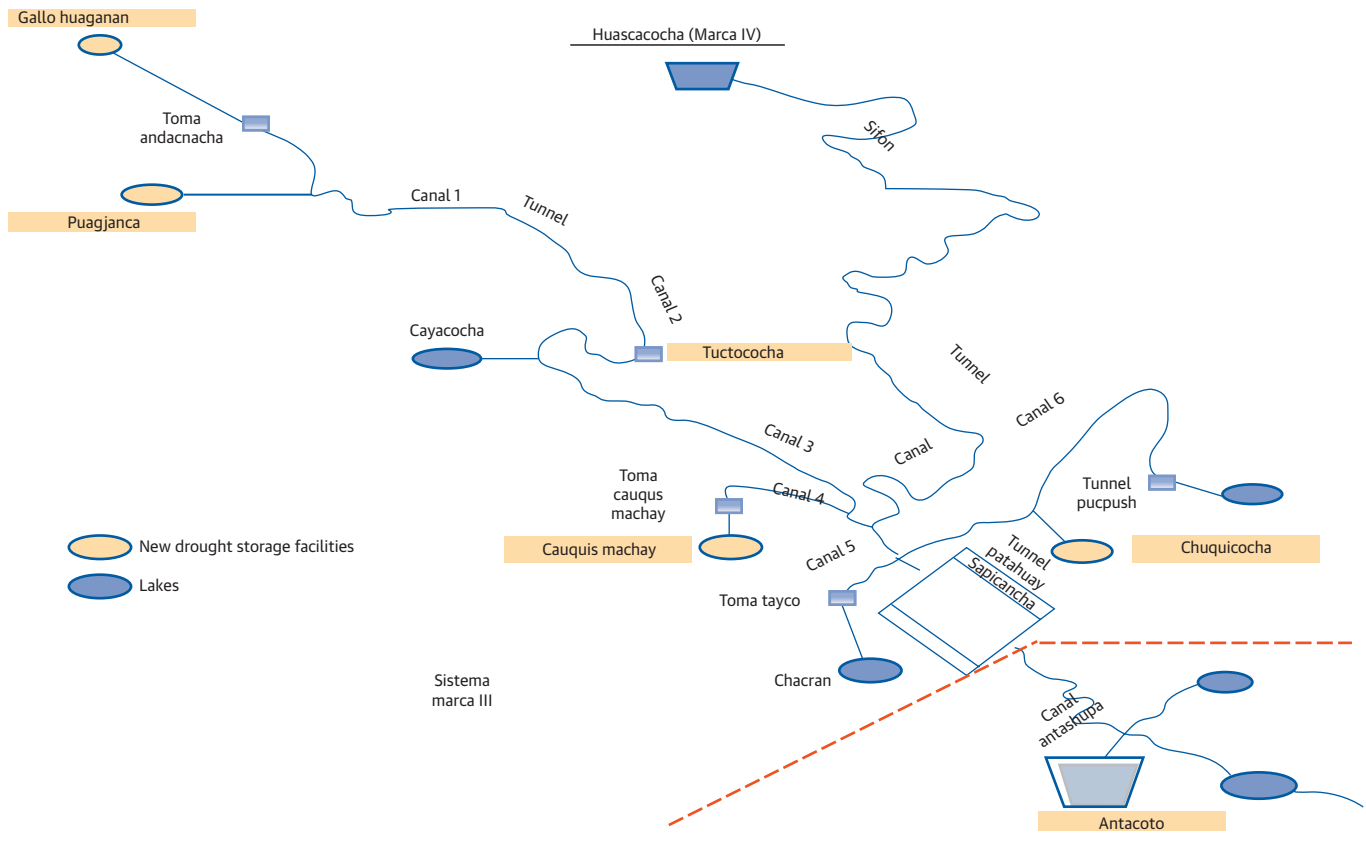 Gallo huaganan
Huascacocha (Marca IV)
Toma
andacnacha
Sifon
Canal 1
Tunnel
Puagjanca
Canal 2
Cayacocha
Tuctococha
Tunnel
Canal 6
Canal 3
Canal
Toma
cauqus
machay
Canal 4
Tunnel
pucpush
New drought storage facilities
Cauquis machay
Canal 5
Tunnel
patahuay
Sapicancha
Chuquicocha
Lakes
Toma tayco
Sistema
marca III
Chacran
Canal
antashupa
Antacoto